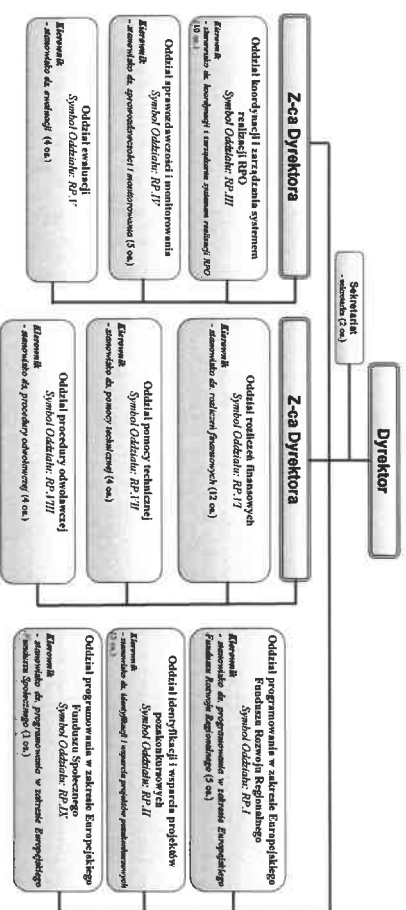 Dyrektor
Sekretariat
- sekretarka (2 os.)
Z-ca Dyrektora
Oddział koordynacji i zarządzania systemem
realizacji RPO
Symbol Oddziału: RP.III
Kierownik
- stanowisko ds. koordynacji i zarządzania systemem realizacji RPO
(10 os.)
Oddział sprawozdawczości i monitorowania
Symbol Oddziału: RP.IV
Kierownik
- stanowisko ds. sprawozdawczości i monitorowania (5 os.)
Oddział ewaluacji
Symbol Oddziału: RP.V
Kierownik
- stanowisko ds. ewaluacji (4 os.)
Z-ca Dyrektora
Oddział rozliczeń finansowych
Symbol Oddziału: RP.VI
Kierownik
- stanowisko ds. rozliczeń finansowych (12 os.)
Oddział pomocy technicznej
Symbol Oddziału: RP.VII
Kierownik
- stanowisko ds. pomocy technicznej (4 os.)
Oddział procedury odwoławczej
Symbol Oddziału: RP.VIII
Kierownik
- stanowisko ds. procedury odwoławczej (4 os.)
Oddział programowania w zakresie Europejskiego
Funduszu Rozwoju Regionalnego
Symbol Oddziału: RP.I
Kierownik
- stanowisko ds. programowania w zakresie Europejskiego
Funduszu Rozwoju Regionalnego (5 os.)
Oddział identyfikacji i wsparcia projektów
pozakonkursowych
Symbol Oddziału: RP.II
Kierownik
- stanowisko ds. identyfikacji i wsparcia projektów pozakonkursowych
os.)
Oddział programowania w zakresie Europejskiego
Funduszu Społecznego
Symbol Oddziału: RP.IX
Kierownik
- stanowisko ds. programowania w zakresie Europejskiego
Funduszu Społecznego (3 os.)